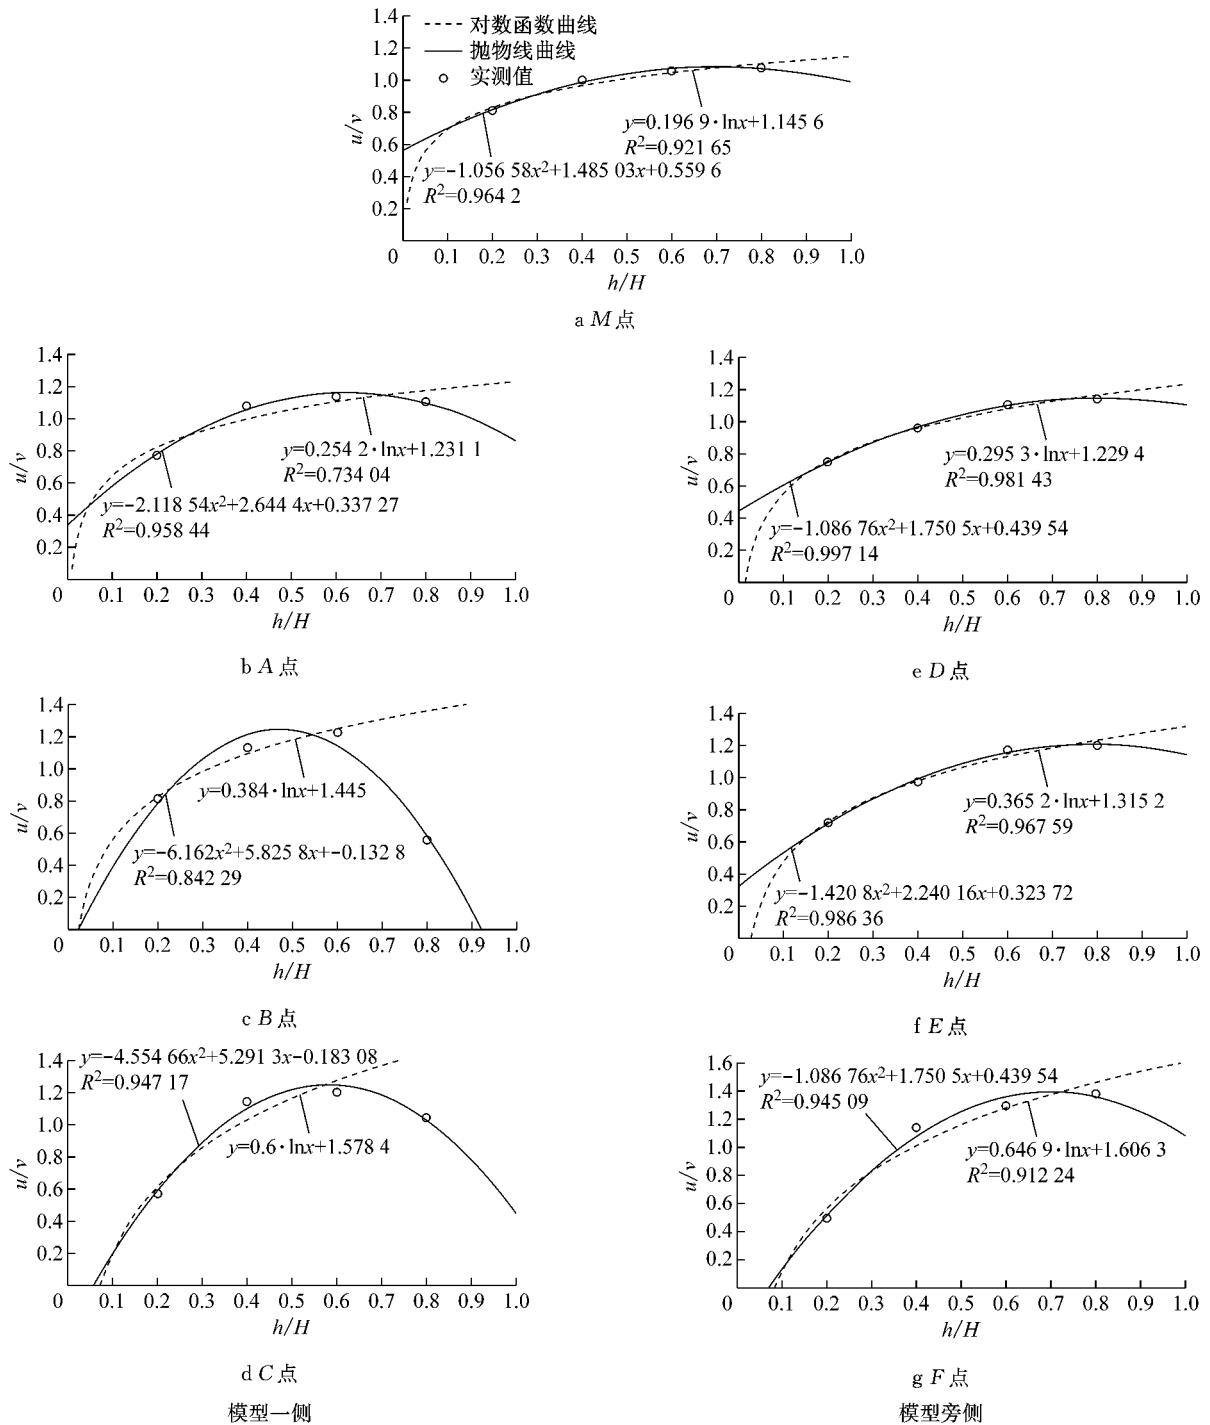 1.4
1.2
1.0
0.8
0.6
0.4
0.2
u/v
对数函数曲线
抛物线曲线
实测值
y=0.196 9·lnx+1.145 6
R²=0.921 65
y=-1.056 58x²+1.485 03x+0.559 6
R²=0.964 2
0 0.1 0.2 0.3 0.4 0.5 0.6 0.7 0.8 0.9 1.0
h/H
a M点
1.4
1.2
1.0
0.8
0.6
0.4
0.2
u/v
y=0.254 2·lnx+1.231 1
R²=0.734 04
y=-2.118 54x²+2.644 4x+0.337 27
R²=0.958 44
0 0.1 0.2 0.3 0.4 0.5 0.6 0.7 0.8 0.9 1.0
h/H
b A点
1.4
1.2
1.0
0.8
0.6
0.4
0.2
u/v
y=0.295 3·lnx+1.229 4
R²=0.981 43
y=-1.086 76x²+1.750 5x+0.439 54
R²=0.997 14
0 0.1 0.2 0.3 0.4 0.5 0.6 0.7 0.8 0.9 1.0
h/H
e D点
1.4
1.2
1.0
0.8
0.6
0.4
0.2
u/v
y=0.384·lnx+1.445
y=-6.162x²+5.825 8x+-0.132 8
R²=0.842 29
0 0.1 0.2 0.3 0.4 0.5 0.6 0.7 0.8 0.9 1.0
h/H
c B点
1.4
1.2
1.0
0.8
0.6
0.4
0.2
u/v
y=0.365 2·lnx+1.315 2
R²=0.967 59
y=-1.420 8x²+2.240 16x+0.323 72
R²=0.986 36
0 0.1 0.2 0.3 0.4 0.5 0.6 0.7 0.8 0.9 1.0
h/H
f E点
1.4
1.2
1.0
0.8
0.6
0.4
0.2
u/v
y=-4.554 66x²+5.291 3x-0.183 08
R²=0.947 17
y=0.6·lnx+1.578 4
0 0.1 0.2 0.3 0.4 0.5 0.6 0.7 0.8 0.9 1.0
h/H
d C点
模型一侧
1.6
1.4
1.2
1.0
0.8
0.6
0.4
0.2
u/v
y=-1.086 76x²+1.750 5x+0.439 54
R²=0.945 09
y=0.646 9·lnx+1.606 3
R²=0.912 24
0 0.1 0.2 0.3 0.4 0.5 0.6 0.7 0.8 0.9 1.0
h/H
g F点
模型旁侧